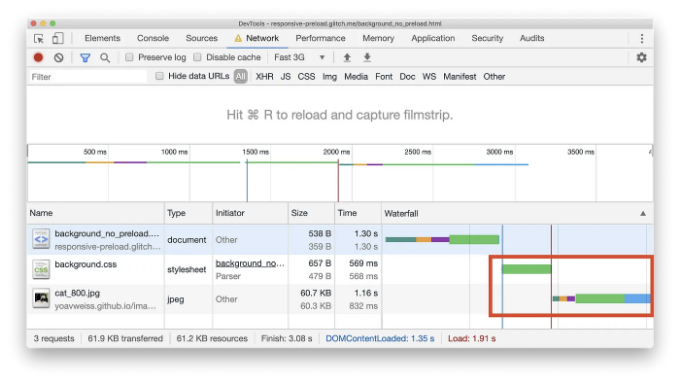 DevTools - responsive-preload.glitch.me/background_no_preload.html
Elements Console Sources Network Performance Memory Application Security Audits
Preserve log Disable cache Fast 3G
Filter Hide data URLs All XHR JS CSS Img Media Font Doc WS Manifest Other
Hit ⌘ R to reload and capture filmstrip.
500 ms 1000 ms 1500 ms 2000 ms 2500 ms 3000 ms 3500 ms
Name Type Initiator Size Time Waterfall
background_no_preload.... document Other 538 B 1.30 s
responsive-preload.glitch... 359 B 1.30 s
background.css stylesheet background_no... 657 B 569 ms
CSS Parser 479 B 568 ms
cat_800.jpg jpeg Other 60.7 KB 1.16 s
yoavweiss.github.io/ima... 60.3 KB 832 ms
3 requests 61.9 KB transferred 61.2 KB resources Finish: 3.08 s DOMContentLoaded: 1.35 s Load: 1.91 s